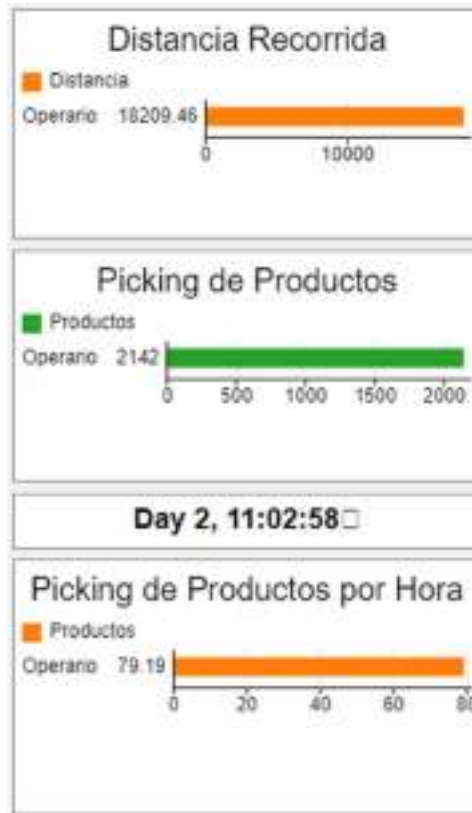 Distancia Recorrida
Distancia
Operario 18209.46
0 10000
Picking de Productos
Productos
Operario 2142
0 500 1000 1500 2000
Day 2, 11:02:58
Picking de Productos por Hora
Productos
Operario 79.19
0 20 40 60 80